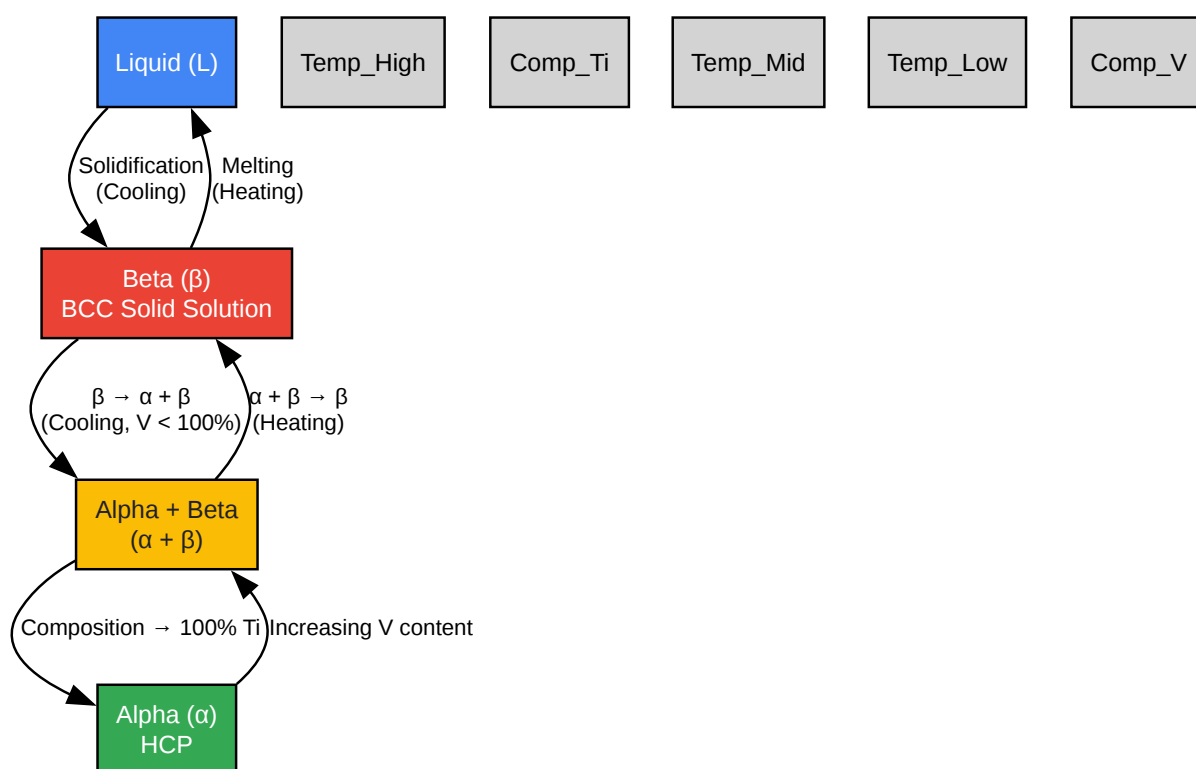 Liquid (L)
Temp_High
Comp_Ti
Temp_Mid
Temp_Low
Comp_V
Solidification
(Cooling)
Melting
(Heating)
Beta (β)
BCC Solid Solution
β → α + β
(Cooling, V < 100%)
α + β → β
(Heating)
Alpha + Beta
(α + β)
Composition → 100% Ti
Increasing V content
Alpha (α)
HCP